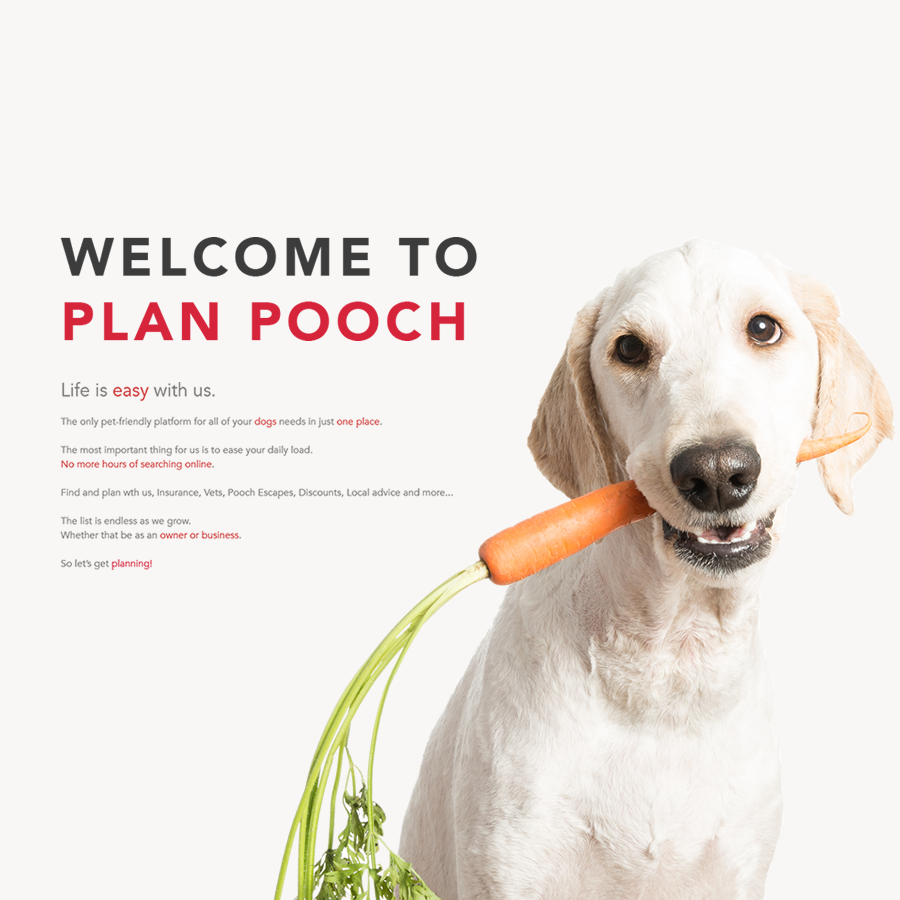 WELCOME TO
PLAN POOCH
Life is easy with us.
The only pet-friendly platform for all of your dogs needs in just one place.
The most important thing for us is to ease your daily load.
No more hours of searching online.
Find and plan wth us, Insurance, Vets, Pooch Escapes, Discounts, Local advice and more...
The list is endless as we grow.
Whether that be as an owner or business.
So let's get planning!